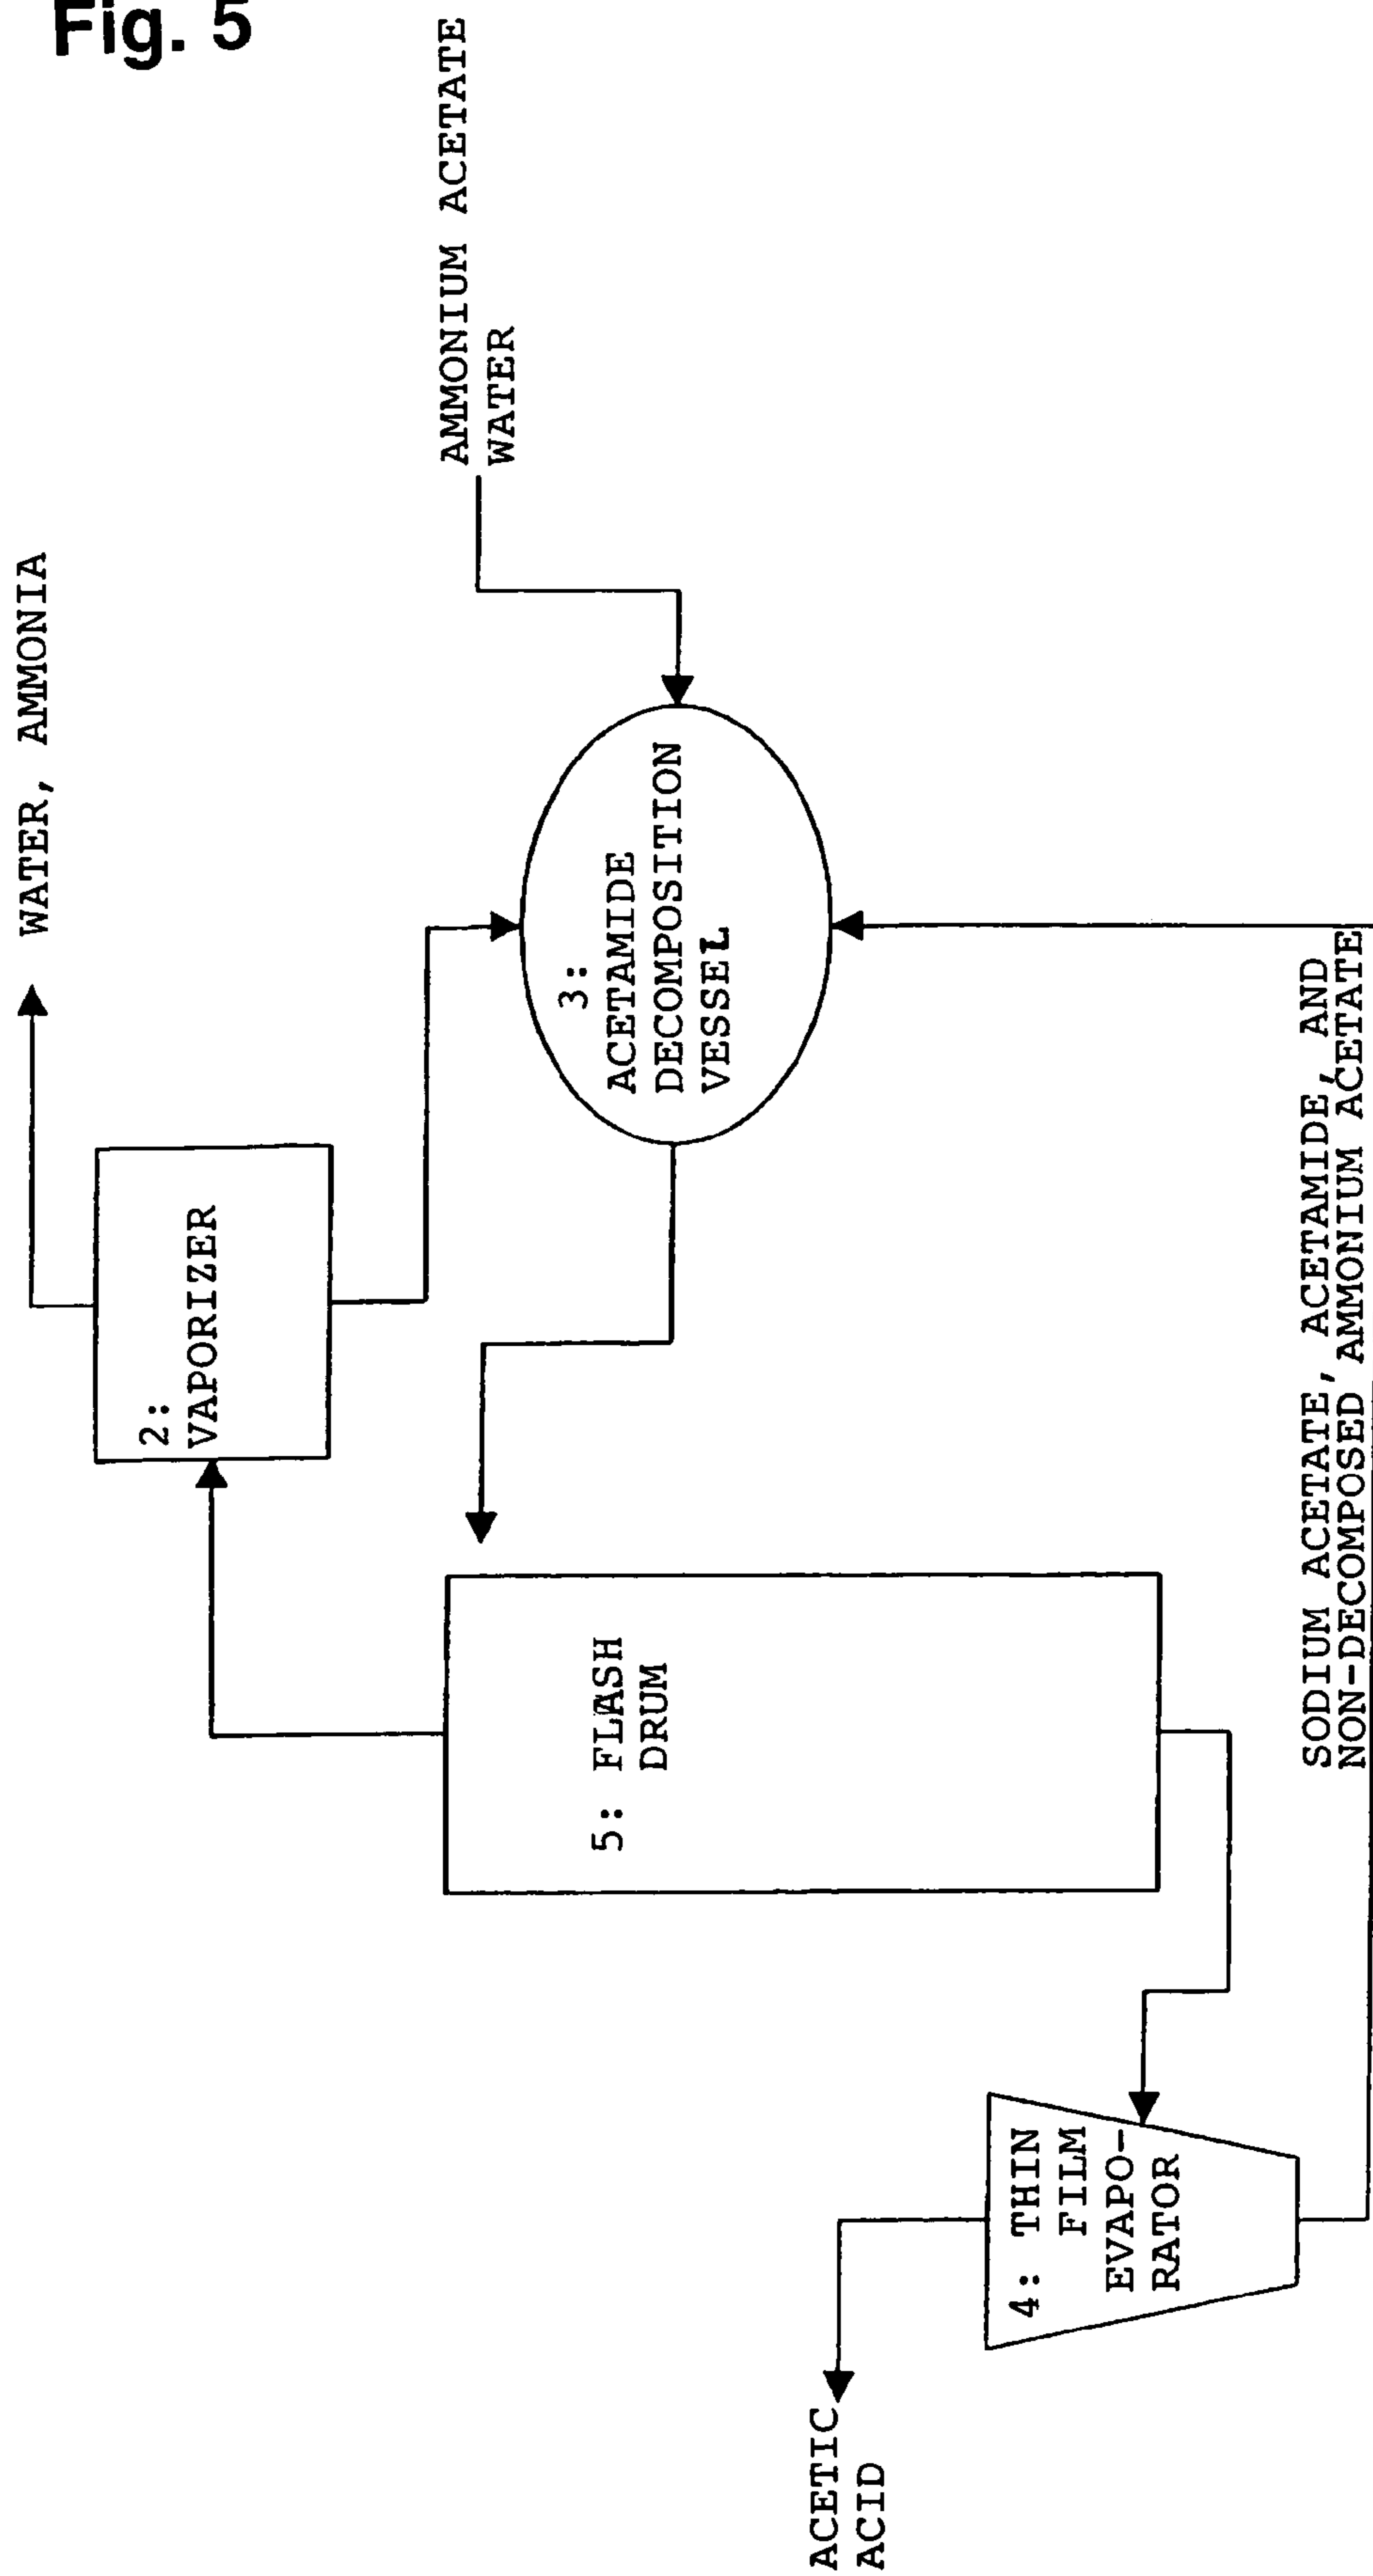 Fig. 5
WATER, AMMONIA
2:
VAPORIZER
AMMONIUM ACETATE
WATER
3:
ACETAMIDE
DECOMPOSITION
VESSEL
5: FLASH
DRUM
4: THIN
FILM
EVAPO-
RATOR
ACETIC
ACID
SODIUM ACETATE, ACETAMIDE, AND
NON-DECOMPOSED AMMONIUM ACETATE